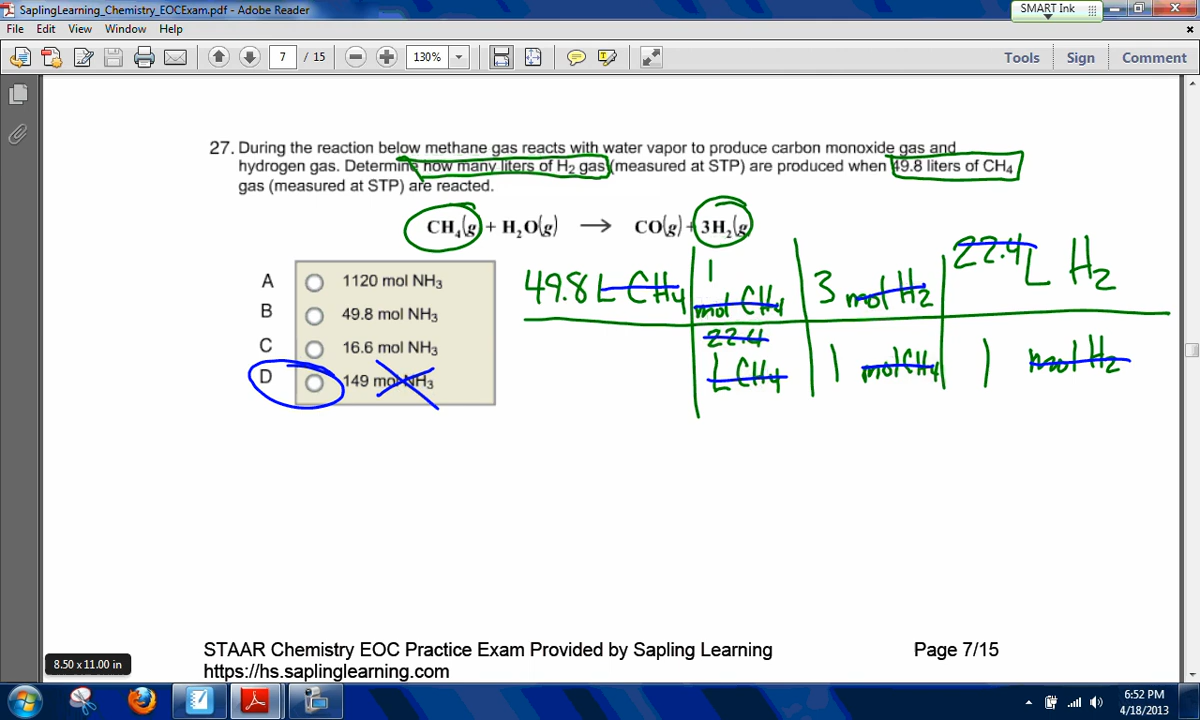 SaplingLearning_Chemistry_EOCExam.pdf - Adobe Reader
SMART Ink
File Edit View Window Help
7 / 15 130% Tools Sign Comment
27. During the reaction below methane gas reacts with water vapor to produce carbon monoxide gas and
hydrogen gas. Determine how many liters of H₂ gas (measured at STP) are produced when 49.8 liters of CH₄
gas (measured at STP) are reacted.
CH₄(g) + H₂O(g) → CO(g) + 3H₂(g)
A 1120 mol NH₃
B 49.8 mol NH₃
C 16.6 mol NH₃
D 149 mol NH₃
49.8 L CH₄ 1 mol CH₄ 3 mol H₂ 22.4 L H₂
22.4 L CH₄ 1 mol CH₄ 1 mol H₂
STAAR Chemistry EOC Practice Exam Provided by Sapling Learning Page 7/15
https://hs.saplinglearning.com
8.50 x 11.00 in
6:52 PM
4/18/2013